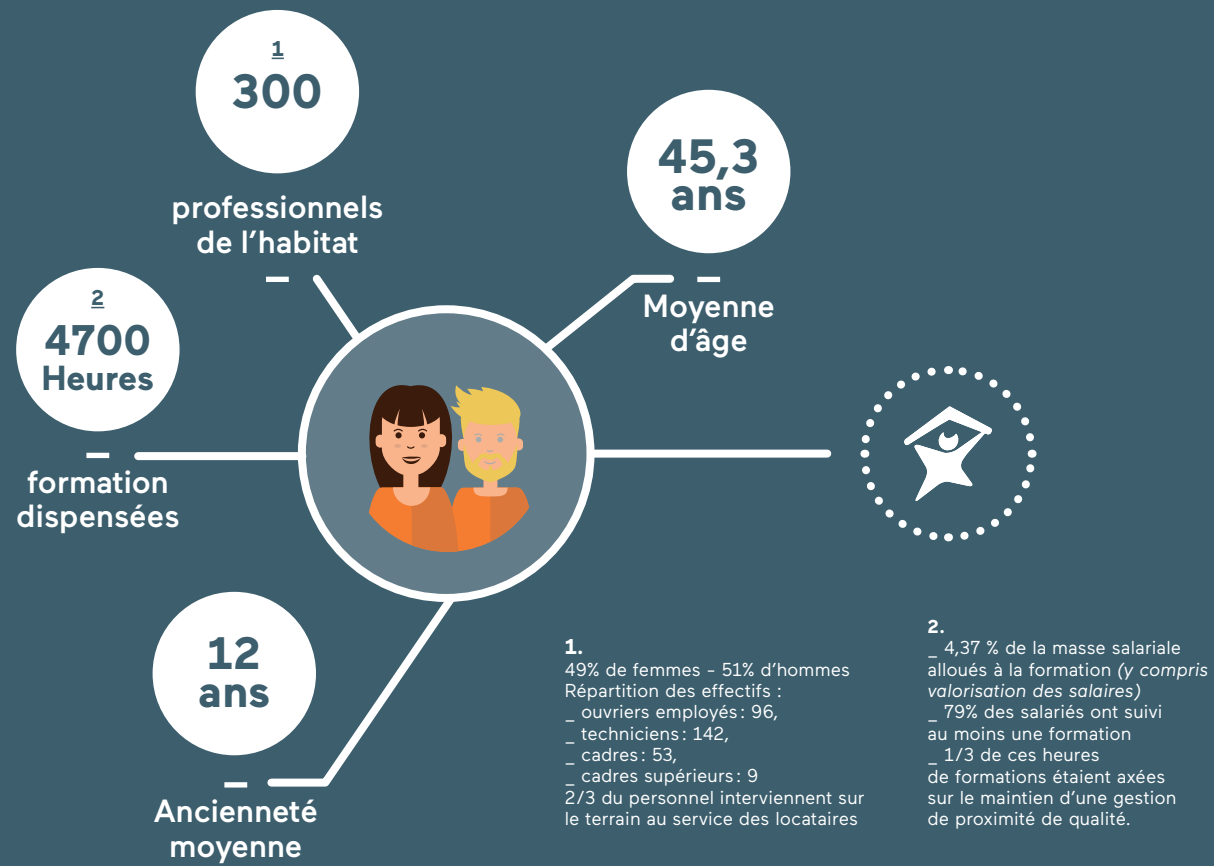 1
300
professionnels
de l’habitat
45,3
ans
Moyenne
d’âge
2
4700
Heures
formation
dispensées
12
ans
Ancienneté
moyenne
1.
49% de femes - 51% d’hommes
Répartition des effectifs :
_ ouvriers employés : 96,
_ techniciens : 142,
_ cadres : 53,
_ cadres supérieurs : 9
2/3 du personnel interviennent sur
le terrain au service des locataires
2.
_ 4,37 % de la masse salariale
alloués à la formation (y compris
valorisation des salaires)
_ 79% des salariés ont suivi
au moins une formation
_ 1/3 de ces heures
de formations étaient axées
sur le maintien d’une gestion
de proximité de qualité.